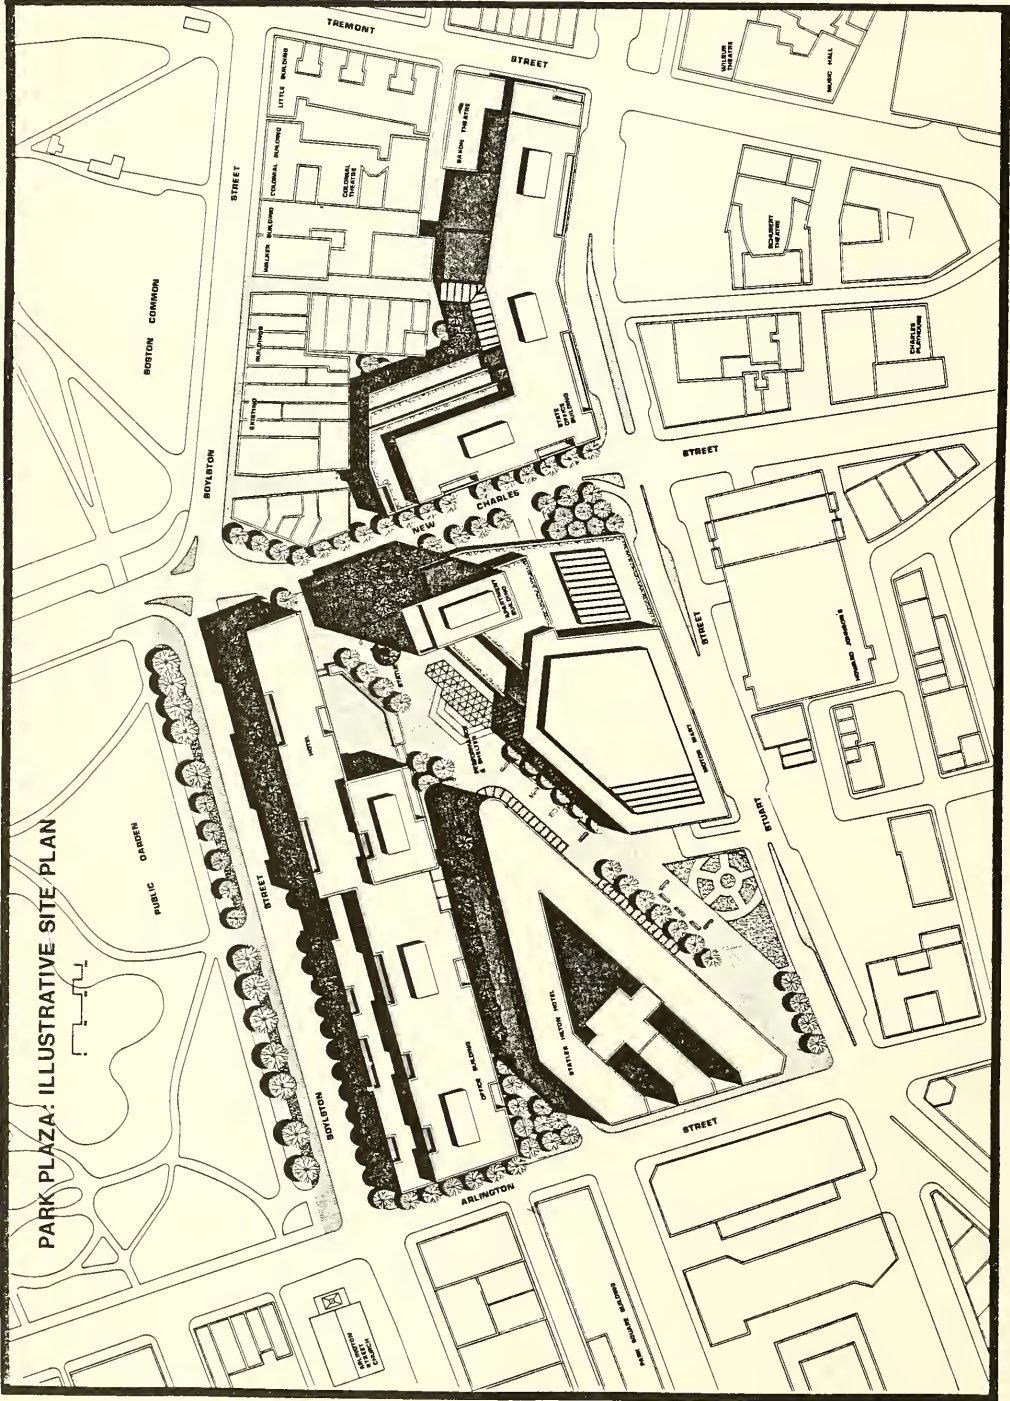 PARK PLAZA: ILLUSTRATIVE SITE PLAN
TREMONT
STREET
LITTLE BUILDING
COLONIAL BUILDING
COLONIAL
THEATRE
WALKER BUILDING
EXISTING
BUILDINGS
SAXON THEATRE
WILBUR
THEATRE
MUSIC HALL
SCHUBERT
THEATRE
CHARLES
PLAYHOUSE
BOSTON COMMON
BOYLSTON
STREET
STATE
OFFICE
BUILDING
NEW CHARLES
STREET
APARTMENT
BUILDING
STATUE
HOTEL
MOTOR
HOWARD JOHNSON'S
STREET
STUART
PUBLIC GARDEN
BOYLSTON
STREET
OFFICE BUILDING
STATLER HILTON HOTEL
ARLINGTON
STREET
ARLINGTON
STREET
CHURCH
PARK SQUARE BUILDING